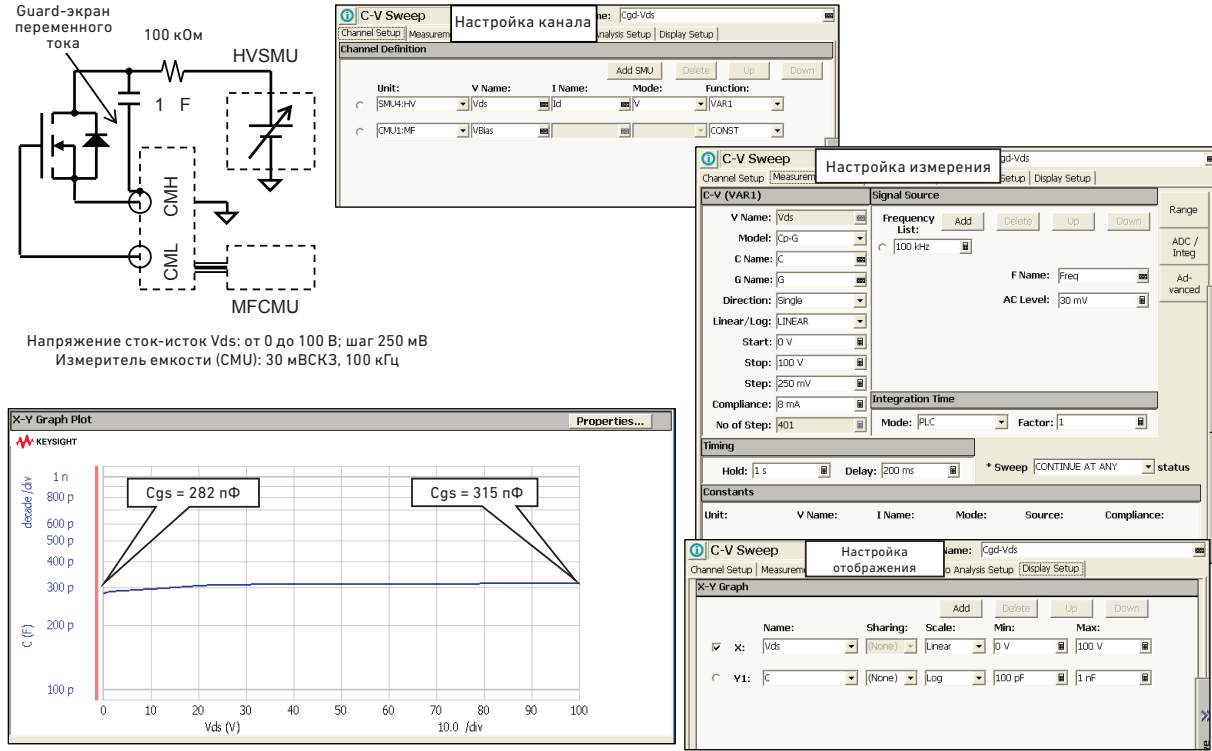 Guard-экран
переменного
тока
100 кОм
HVSMU
1 F
CMH
CML
MFCMU
Напряжение сток-исток Vds: от 0 до 100 В; шаг 250 мВ
Измеритель емкости (CMU): 30 мВСКЗ, 100 кГц
C-V Sweep
Настройка канала
me: Cgd-Vds
Channel Setup Measurem nalysis Setup Display Setup
Channel Definition
Add SMU Delete Up Down
Unit: V Name: I Name: Mode: Function:
SMU4:HV Vds Id V VAR1
CMU1:MF VBias CONST
C-V Sweep
Настройка измерения
gd-Vds
Channel Setup Measurem Setup Display Setup
C-V (VAR1) Signal Source
V Name: Vds
Model: Cp-G
C Name: C
G Name: G
Direction: Single
Linear/Log: LINEAR
Start: 0 V
Stop: 100 V
Step: 250 mV
Compliance: 8 mA
No of Step: 401
Frequency
List:
Add Delete Up Down
100 kHz
F Name: Freq
AC Level: 30 mV
Range
ADC /
Integ
Ad-
vanced
Integration Time
Mode: PLC Factor: 1
Timing
Hold: 1 s Delay: 200 ms * Sweep CONTINUE AT ANY status
Constants
Unit: V Name: I Name: Mode: Source: Compliance:
X-Y Graph Plot Properties...
KEYSIGHT
decade /div
C (F)
1 n
800 p
600 p
500 p
400 p
300 p
200 p
100 p
Cgs = 282 пФ
Cgs = 315 пФ
0 10 20 30 40 50 60 70 80 90 100
Vds (V) 10.0 /div
C-V Sweep
Настройка
отображения
Name: Cgd-Vds
Channel Setup Measurem o Analysis Setup Display Setup
X-Y Graph
Add Delete Up Down
Name: Sharing: Scale: Min: Max:
X: Vds (None) Linear 0 V 100 V
Y1: C (None) Log 100 pF 1 nF